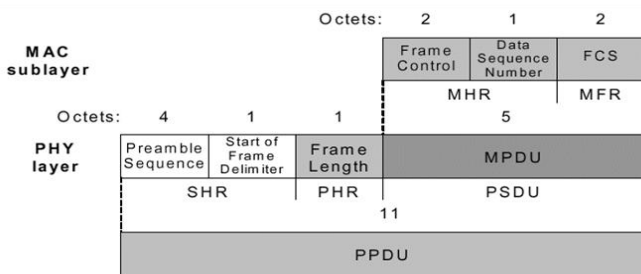 Octets: 2 1 2
MAC sublayer
Frame Control
Data Sequence Number
FCS
MHR MFR
Octets: 4 1 1 5
PHY layer
Preamble Sequence
Start of Frame Delimiter
Frame Length
MPDU
SHR PHR PSDU
11
PPDU